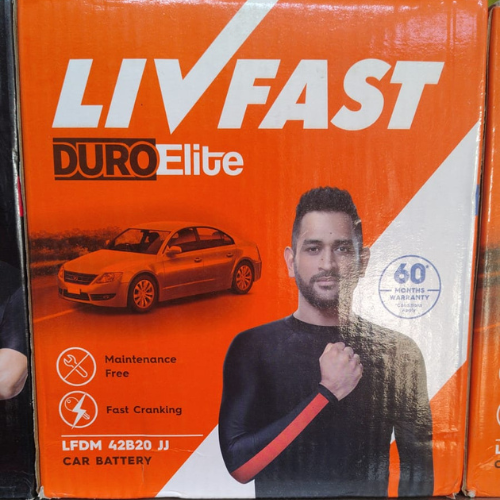 LIVFAST
DURO Elite
60*
MONTHS
WARRANTY
Maintenance
Free
Fast Cranking
LFDM 42B20 JJ
CAR BATTERY